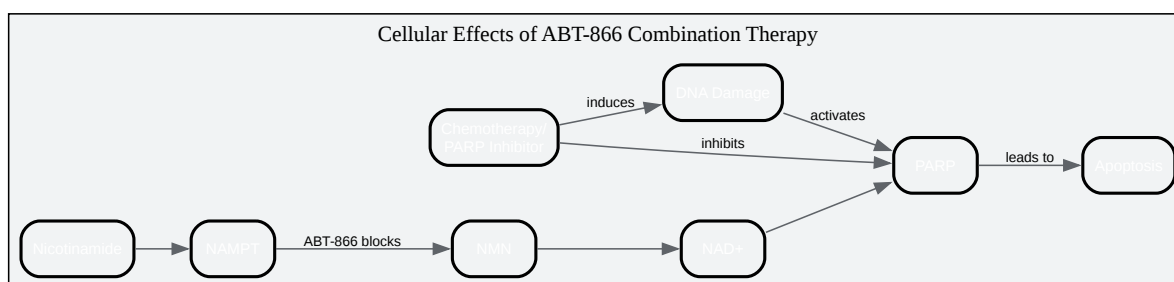 Cellular Effects of ABT-866 Combination Therapy
DNA Damage
induces
activates
Chemotherapy/
PARP Inhibitor
inhibits
PARP
leads to
Apoptosis
Nicotinamide
NAMPT
ABT-866 blocks
NMN
NAD+